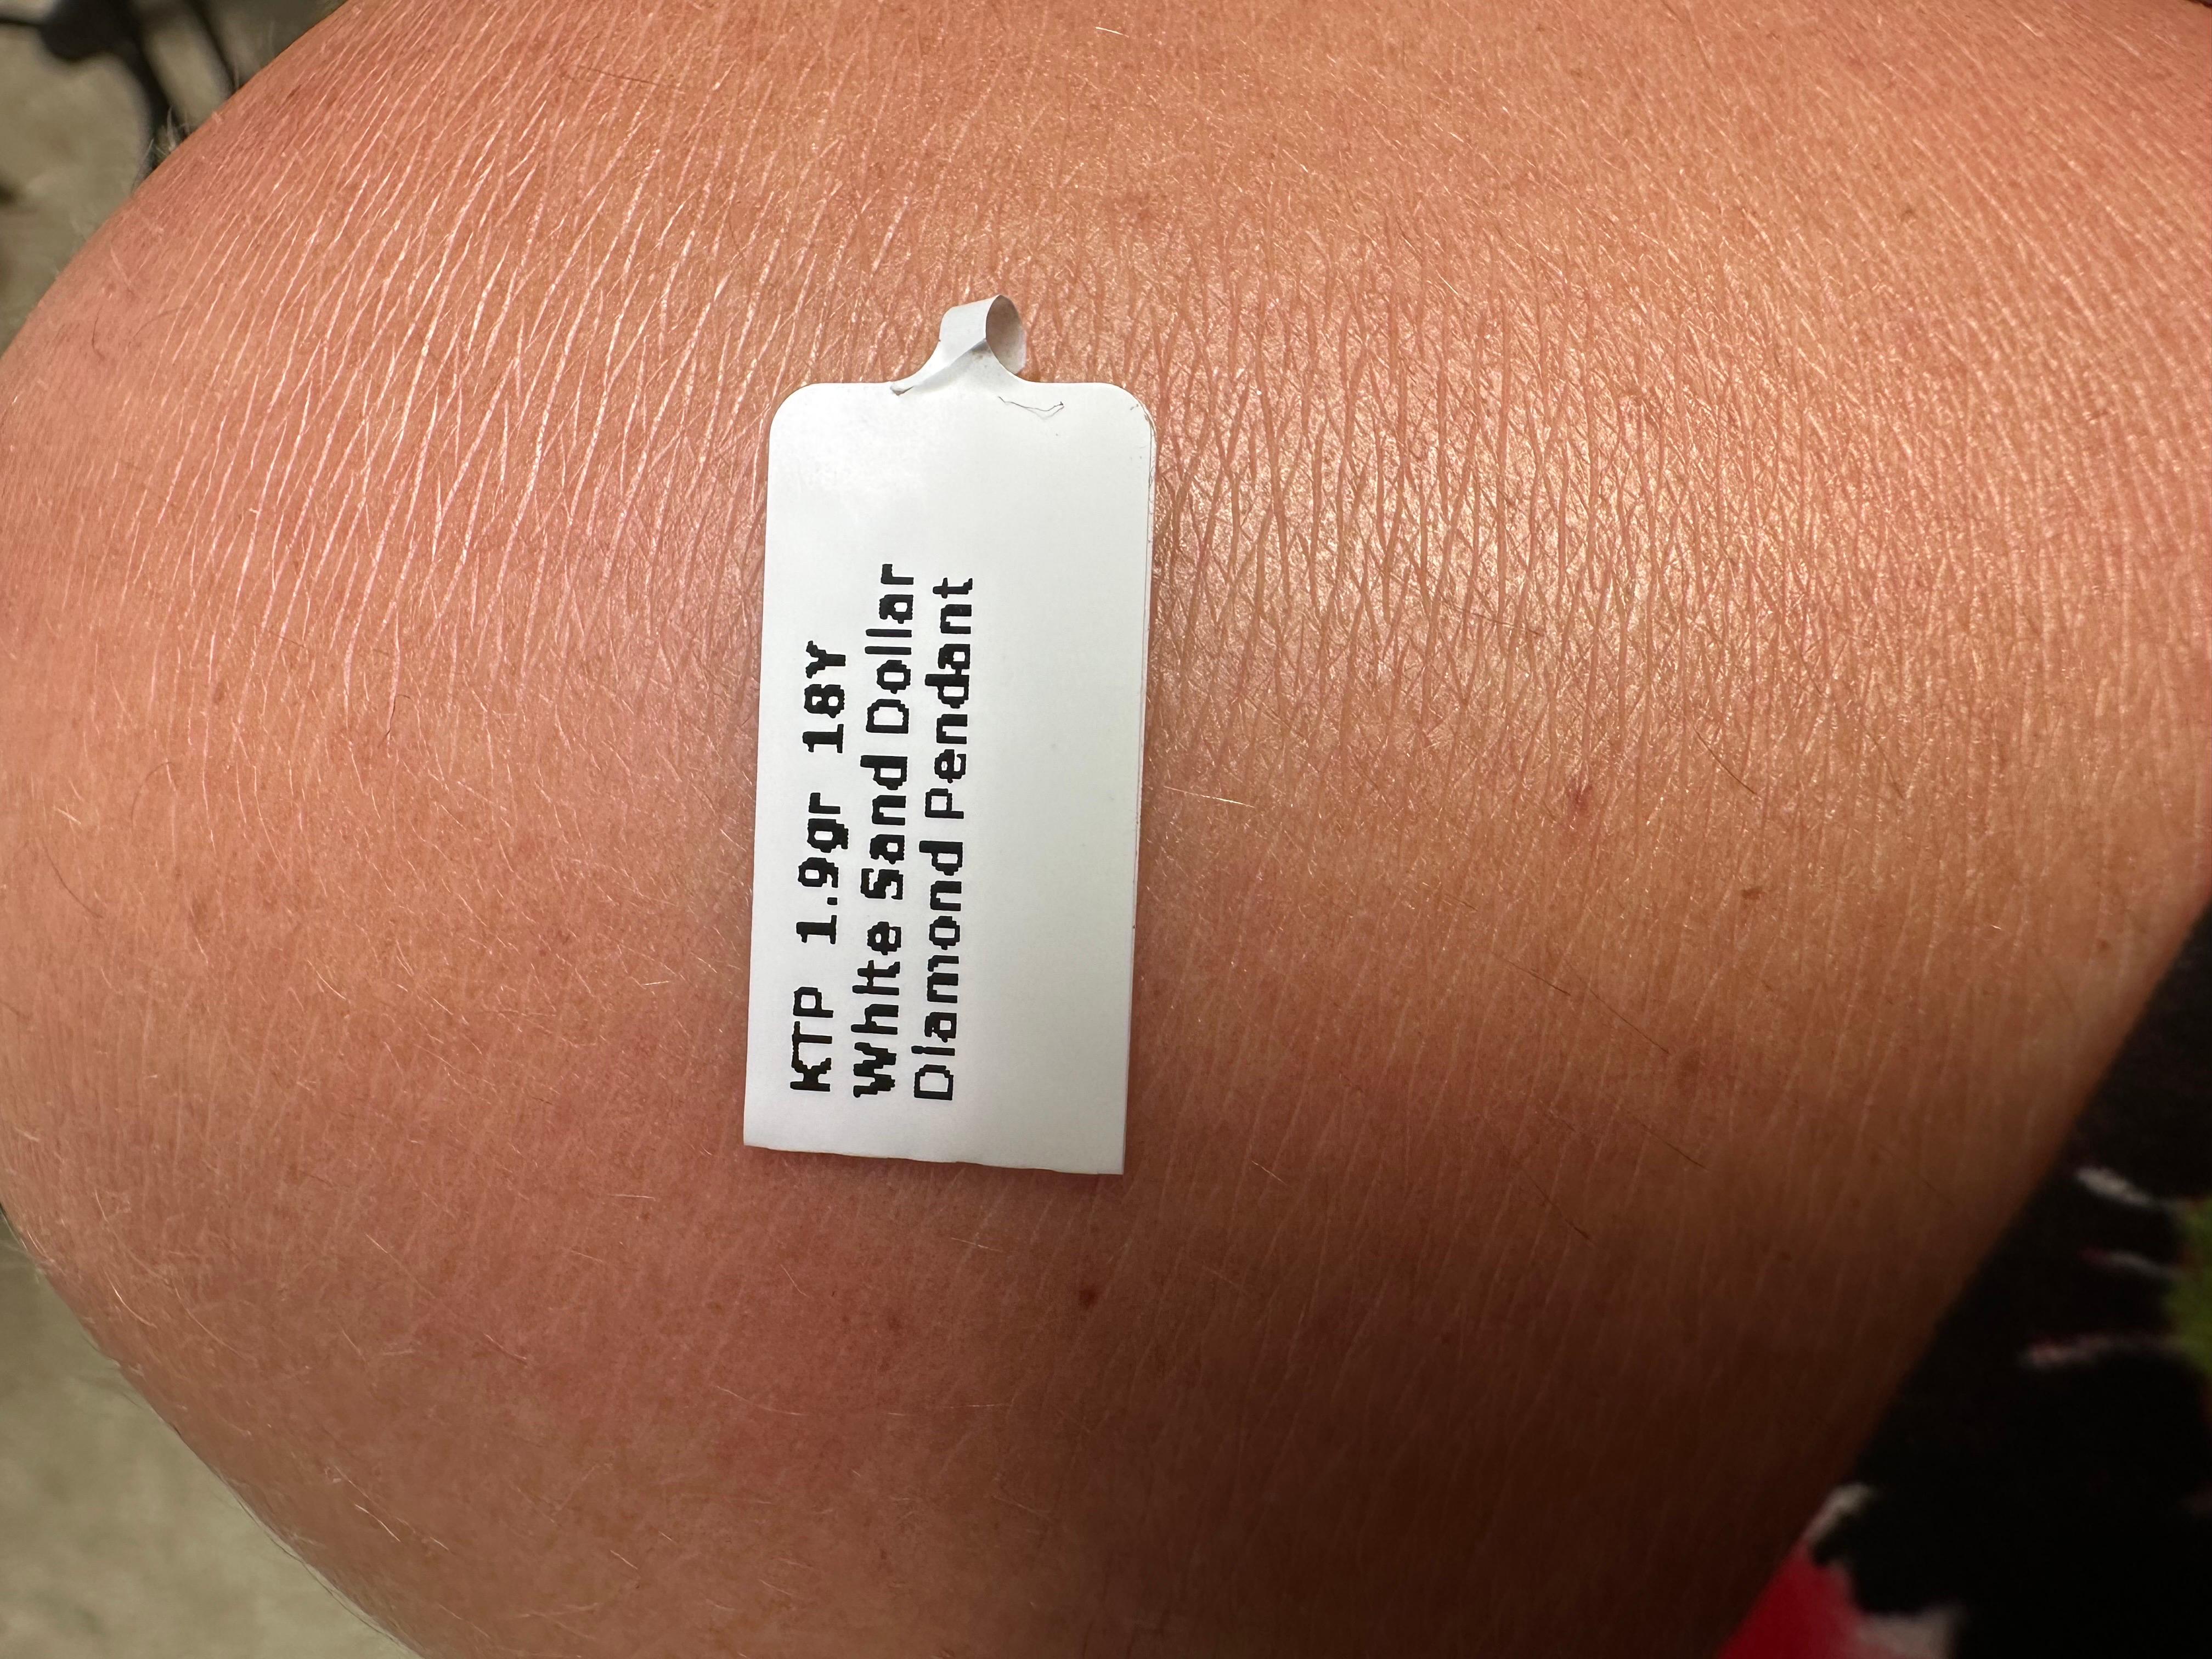 KTP 1.9gr 18Y
White Sand Dollar
Diamond Pendant